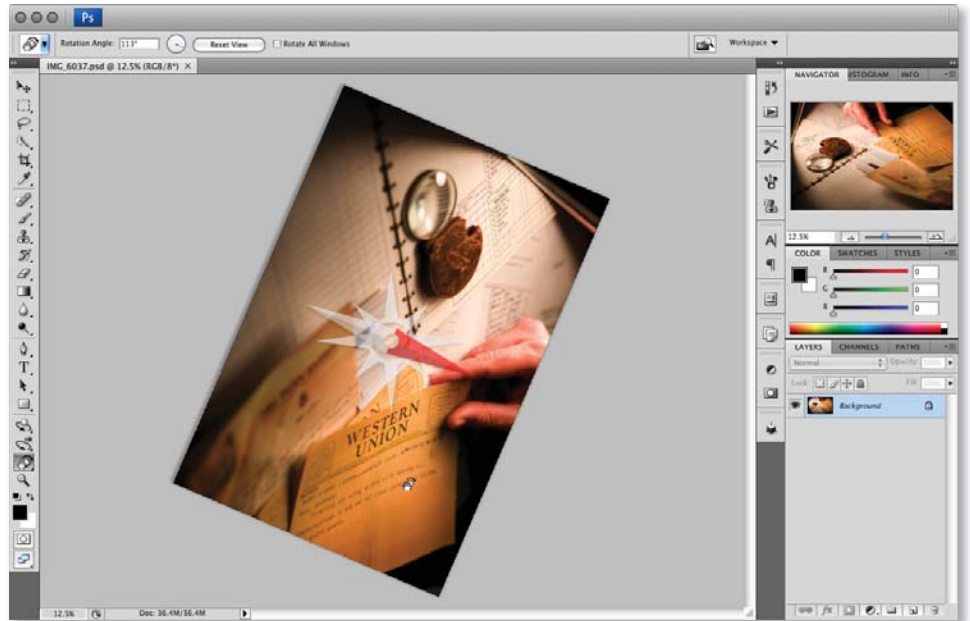 Ps
Rotation Angle: 113° Reset View Rotate All Windows Workspace
IMG_6037.psd @ 12.5% (RGB/8*) ×
NAVIGATOR HISTOGRAM INFO
12.5%
COLOR SWATCHES STYLES
R 0
G 0
B 0
LAYERS CHANNELS PATHS
Normal Opacity:
Lock: Fill:
Background
A
T
WESTERN
UNION
12.5% Doc: 36.4M/36.4M
fx